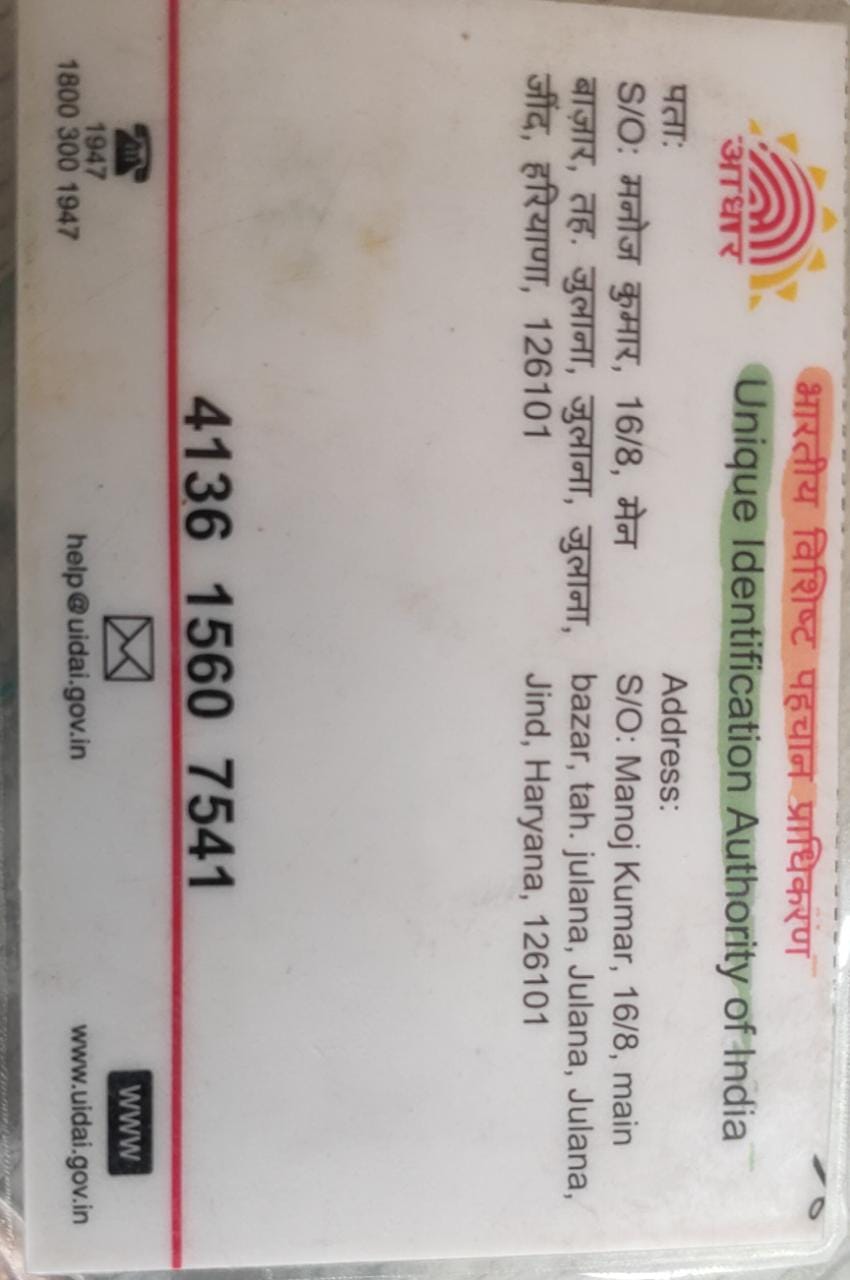 आधार
भारतीय विशिष्ट पहचान प्राधिकरण
Unique Identification Authority of India
पता:
S/O: मनोज कुमार, 16/8, मेन
बाज़ार, तह. जुलाना, जुलाना, जुलाना,
जींद, हरियाणा, 126101
Address:
S/O: Manoj Kumar, 16/8, main
bazar, tah. julana, Julana, Julana,
Jind, Haryana, 126101
4136 1560 7541
1947
1800 300 1947
help@uidai.gov.in
www
www.uidai.gov.in